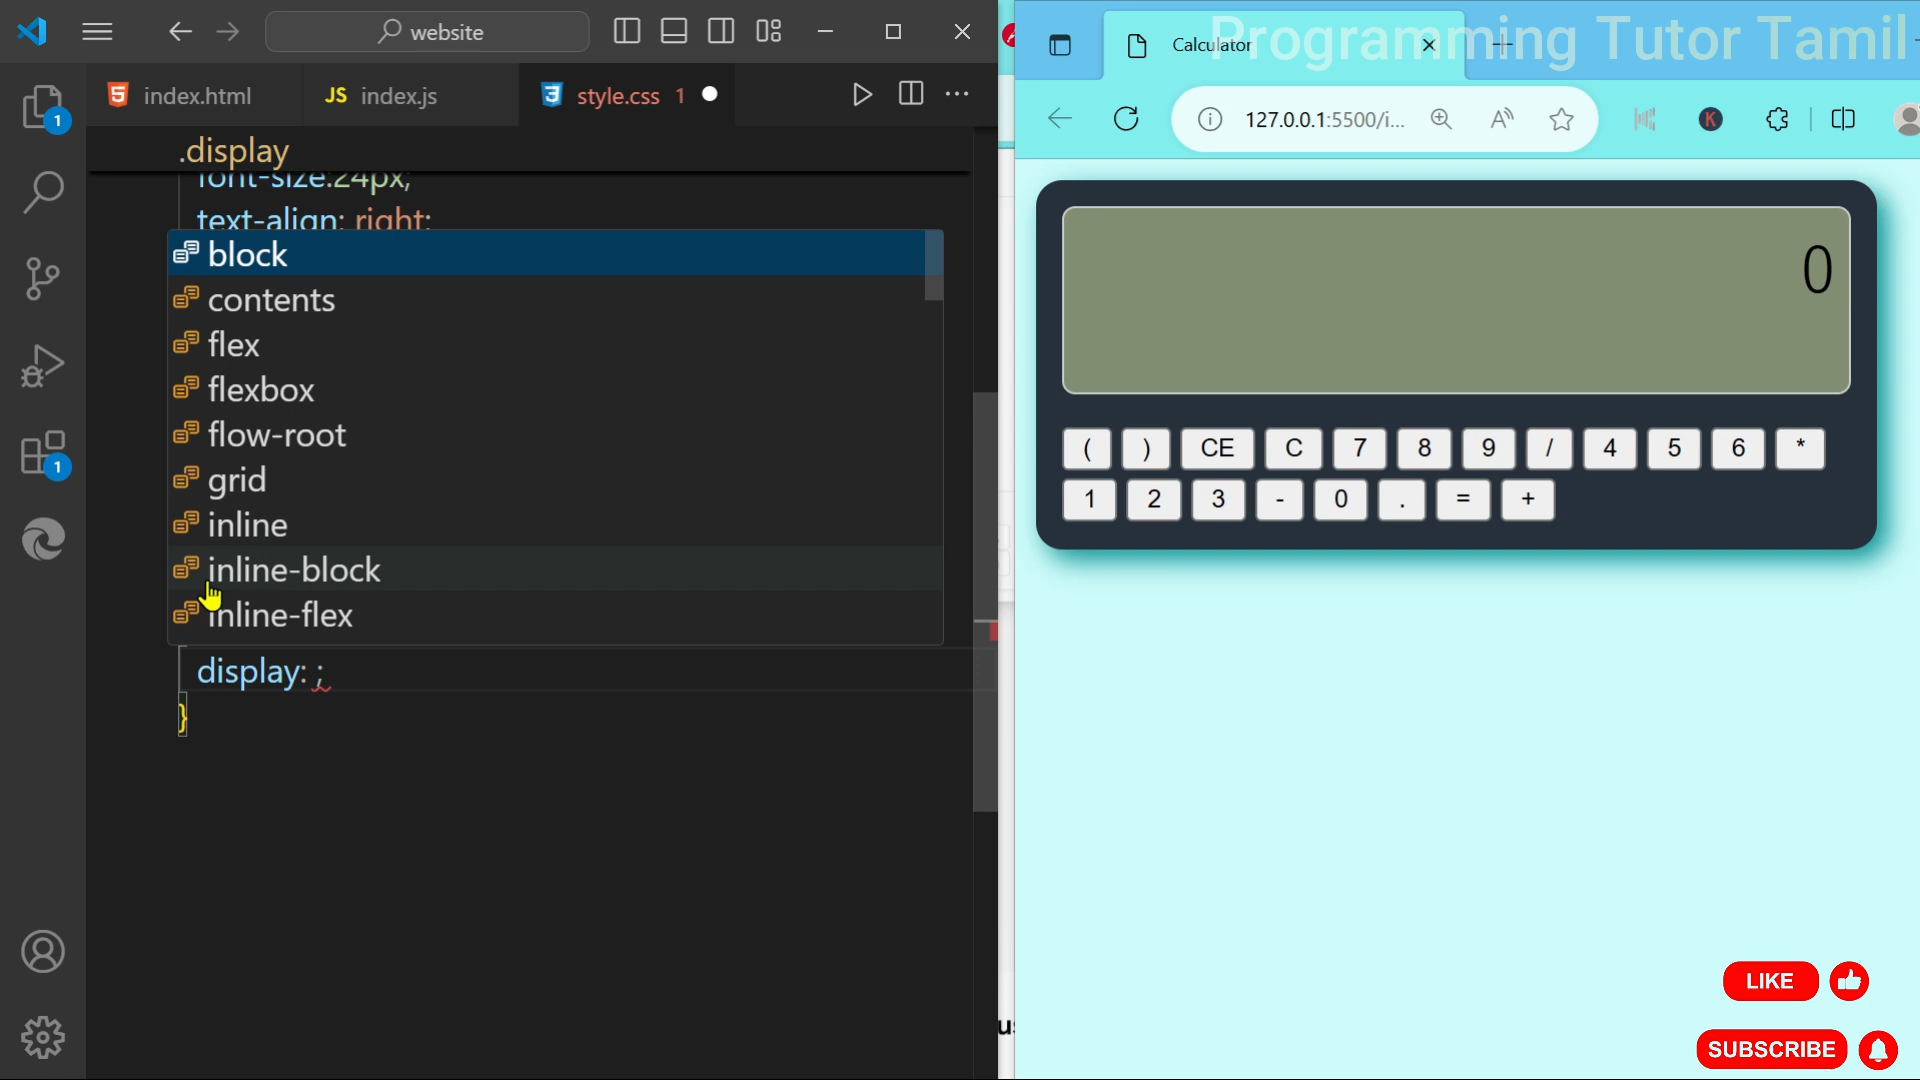 website
index.html
JS index.js
style.css 1
.display
font-size:24px;
text-align: right;
block
contents
flex
flexbox
flow-root
grid
inline
inline-block
inline-flex
display: ;
}
1
1
Calculator
Programming Tutor Tamil
127.0.0.1:5500/i...
K
0
( ) CE C 7 8 9 / 4 5 6 *
1 2 3 - 0 . = +
LIKE
SUBSCRIBE